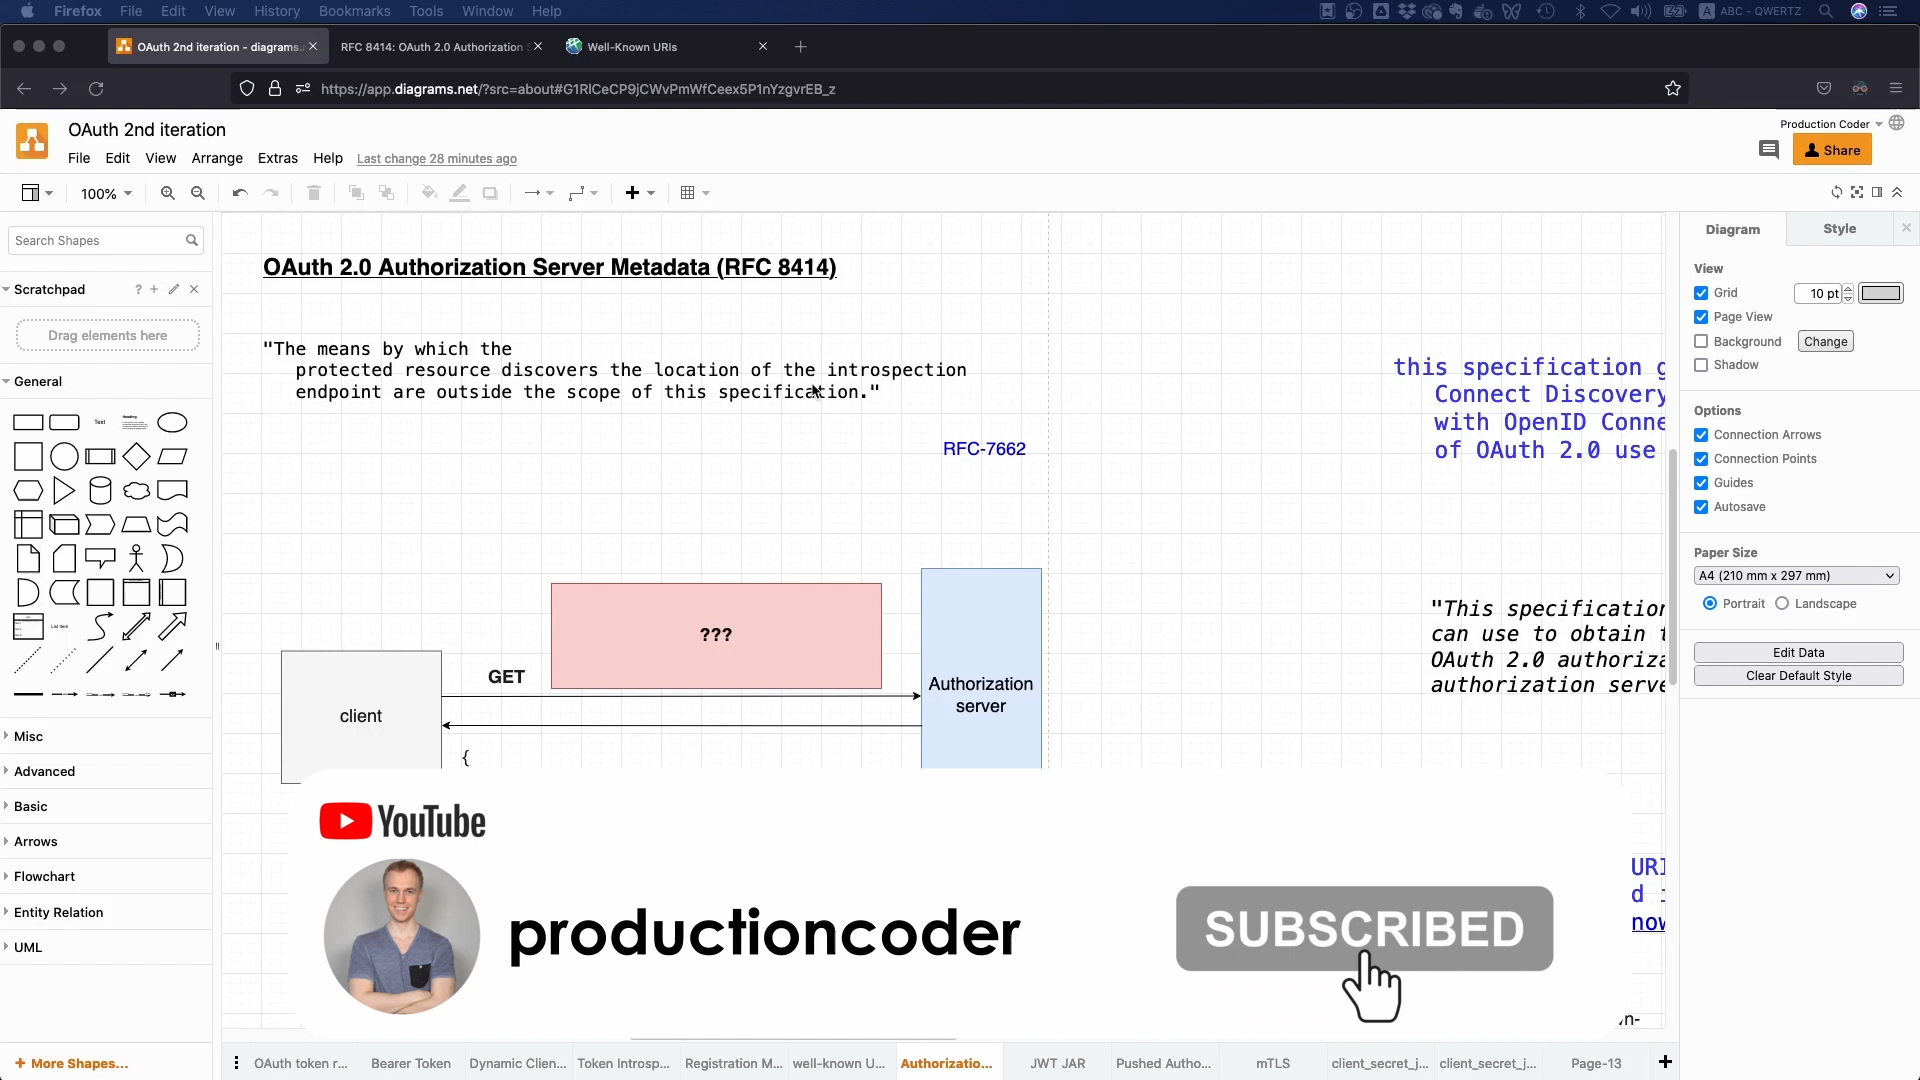 Firefox File Edit View History Bookmarks Tools Window Help
A ABC - QWERTZ
OAuth 2nd iteration - diagrams.
RFC 8414: OAuth 2.0 Authorization
Well-Known URIs
https://app.diagrams.net/?src=about#G1RlCeCP9jCWvPmWfCeex5P1nYzgvrEB_z
OAuth 2nd iteration
Production Coder
File Edit View Arrange Extras Help Last change 28 minutes ago
Share
100%
Search Shapes
Scratchpad
?
Drag elements here
General
Text
Heading
List Item
Misc
Advanced
Basic
Arrows
Flowchart
Entity Relation
UML
+ More Shapes...
OAuth 2.0 Authorization Server Metadata (RFC 8414)
"The means by which the
protected resource discovers the location of the introspection
endpoint are outside the scope of this specification."
RFC-7662
this specification g
Connect Discovery
with OpenID Conne
of OAuth 2.0 use
???
GET
client
Authorization
server
{
"This specification
can use to obtain t
OAuth 2.0 authoriza
authorization serve
URI
d
now
n-
YouTube
productioncoder
SUBSCRIBED
Diagram
Style
View
Grid
10 pt
Page View
Background
Change
Shadow
Options
Connection Arrows
Connection Points
Guides
Autosave
Paper Size
A4 (210 mm x 297 mm)
Portrait
Landscape
Edit Data
Clear Default Style
OAuth token r...
Bearer Token
Dynamic Clien...
Token Introsp...
Registration M...
well-known U...
Authorizatio...
JWT JAR
Pushed Autho...
mTLS
client_secret_j...
client_secret_j...
Page-13